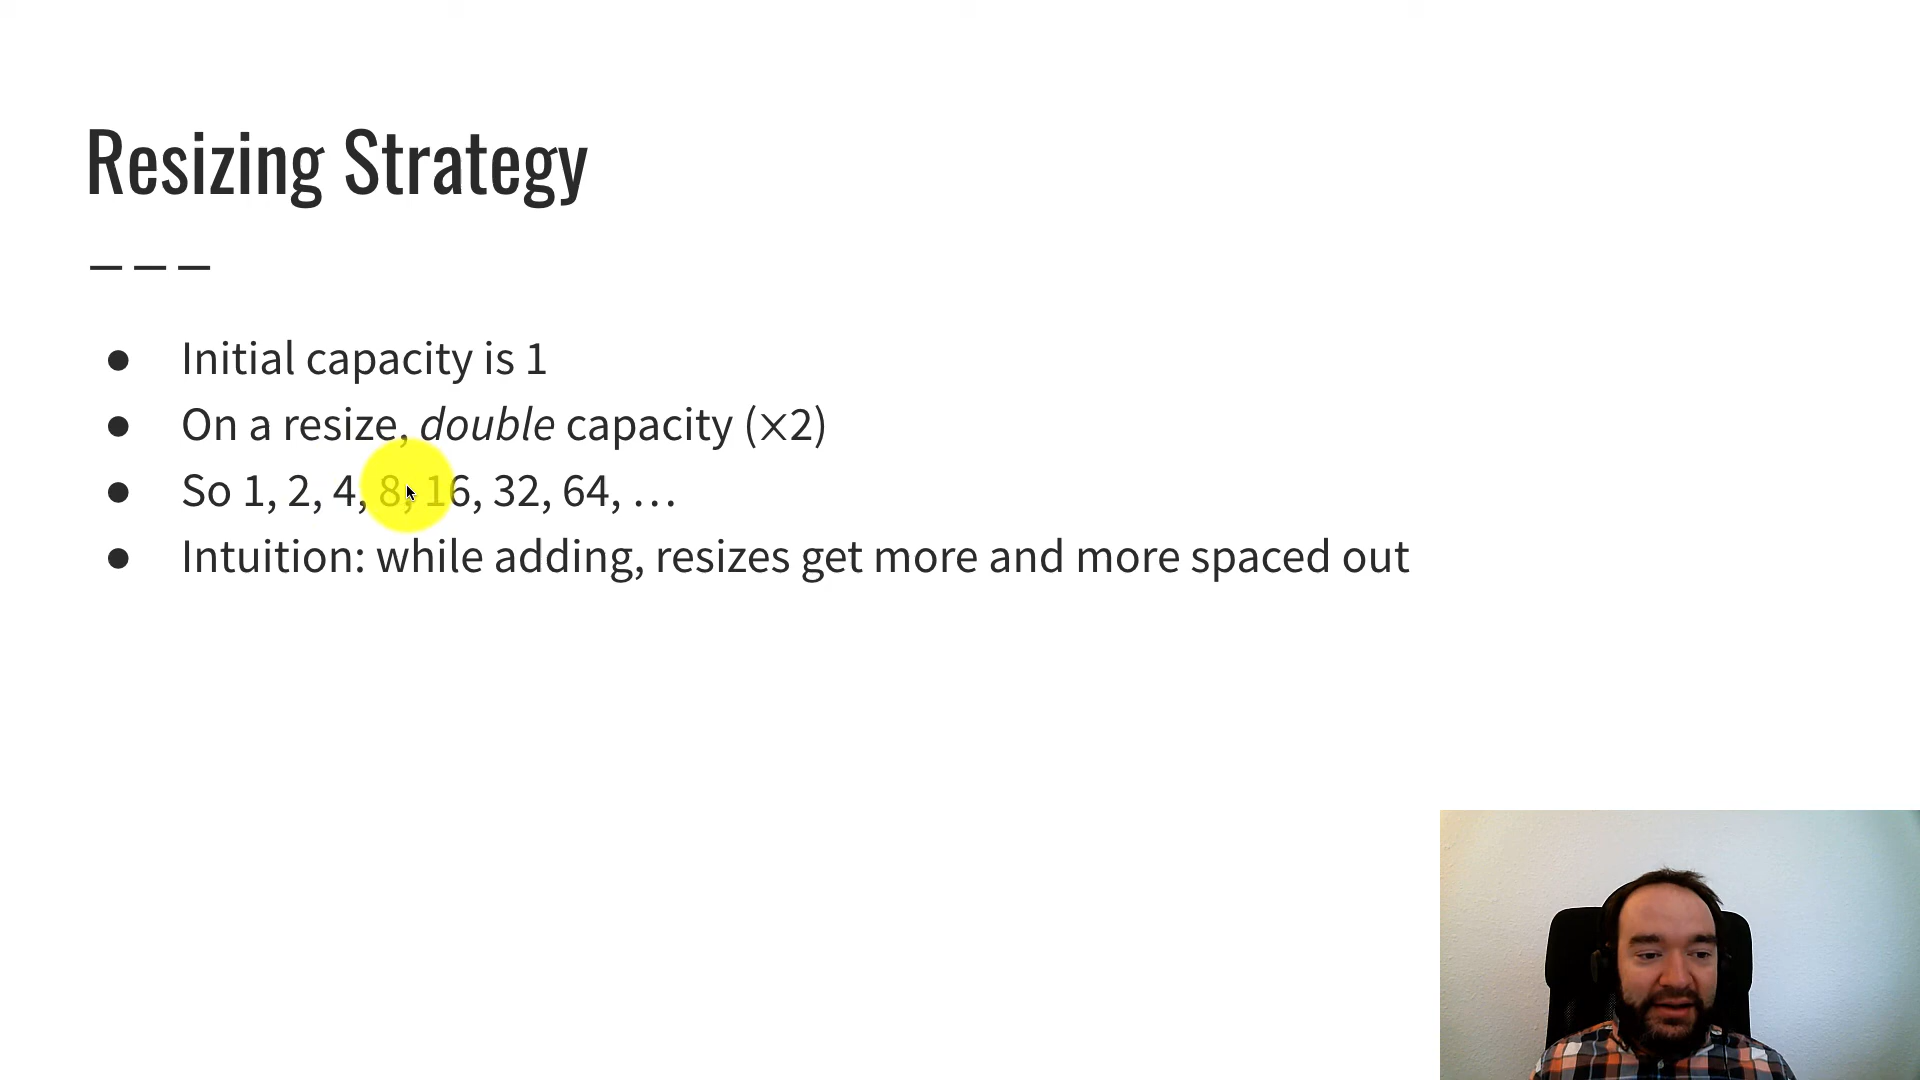 Resizing Strategy
– – –
● Initial capacity is 1
● On a resize, double capacity (×2)
● So 1, 2, 4, 8, 16, 32, 64, …
● Intuition: while adding, resizes get more and more spaced out